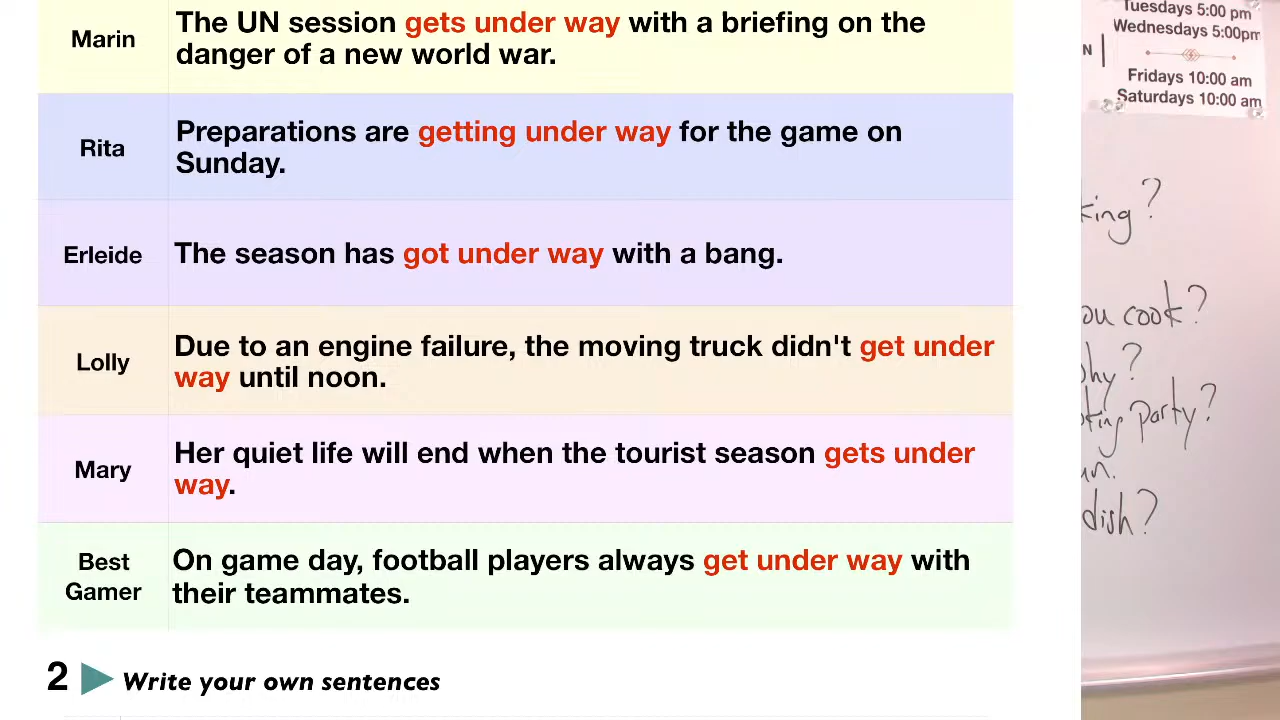 Marin
The UN session gets under way with a briefing on the
danger of a new world war.
Rita
Preparations are getting under way for the game on
Sunday.
Erleide
The season has got under way with a bang.
Lolly
Due to an engine failure, the moving truck didn't get under
way until noon.
Mary
Her quiet life will end when the tourist season gets under
way.
Best
Gamer
On game day, football players always get under way with
their teammates.
2 Write your own sentences
Tuesdays 5:00 pm
Wednesdays 5:00pm
N
Fridays 10:00 am
Saturdays 10:00 am
king?
ou cook?
hy?
ting party?
un.
dish?